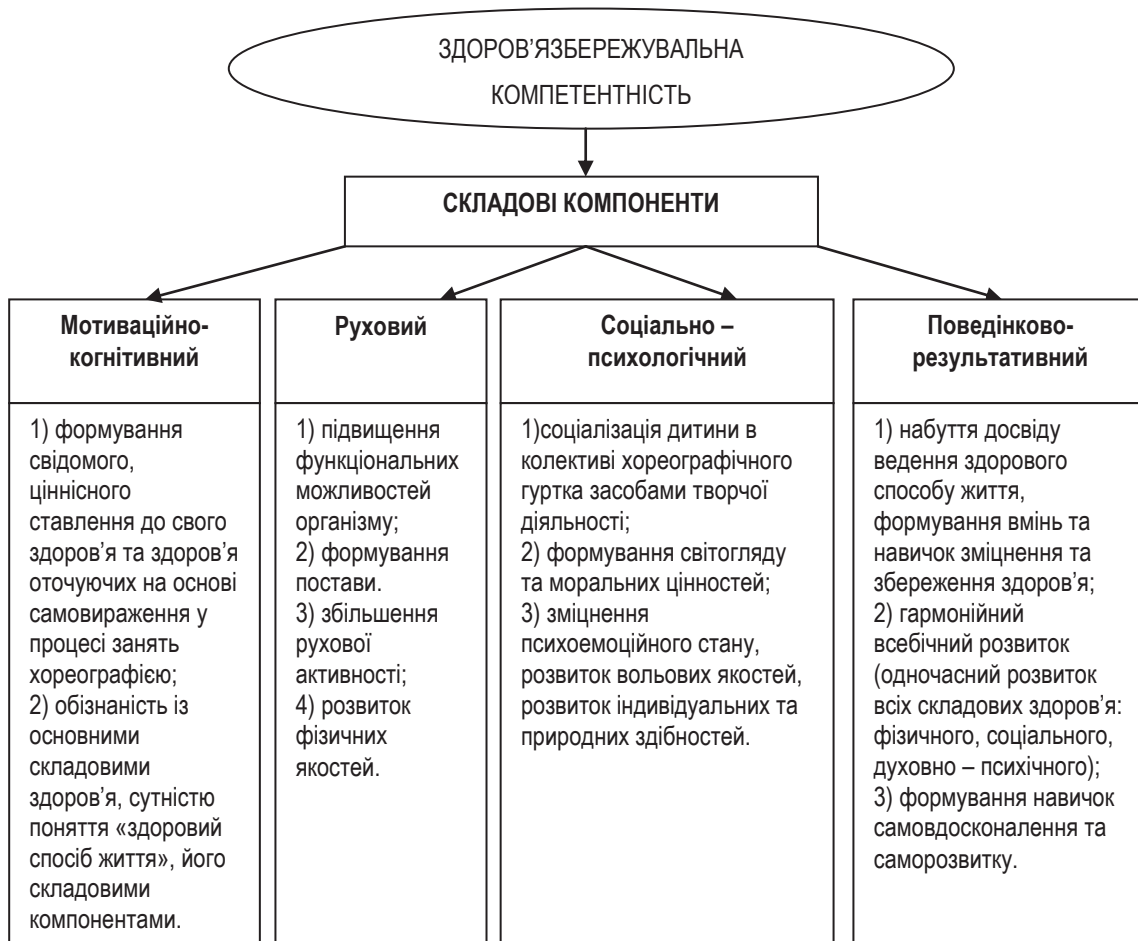 ЗДОРОВ’ЯЗБЕРЕЖУВАЛЬНА
КОМПЕТЕНТНІСТЬ
СКЛАДОВІ КОМПОНЕНТИ
Мотиваційно-
когнітивний
1) формування
свідомого,
ціннісного
ставлення до свого
здоров’я та здоров’я
оточуючих на основі
самовираження у
процесі занять
хореографією;
2) обізнаність із
основними
складовими
здоров’я, сутністю
поняття «здоровий
спосіб життя», його
складовими
компонентами.
Руховий
1) підвищення
функціональних
можливостей
організму;
2) формування
постави.
3) збільшення
рухової
активності;
4) розвиток
фізичних
якостей.
Соціально –
психологічний
1)соціалізація дитини в
колективі хореографічного
гуртка засобами творчої
діяльності;
2) формування світогляду
та моральних цінностей;
3) зміцнення
психоемоційного стану,
розвиток вольових якостей,
розвиток індивідуальних та
природних здібностей.
Поведінково-
результативний
1) набуття досвіду
ведення здорового
способу життя,
формування вмінь та
навичок зміцнення та
збереження здоров’я;
2) гармонійний
всебічний розвиток
(одночасний розвиток
всіх складових здоров’я:
фізичного, соціального,
духовно – психічного);
3) формування навичок
самовдосконалення та
саморозвитку.